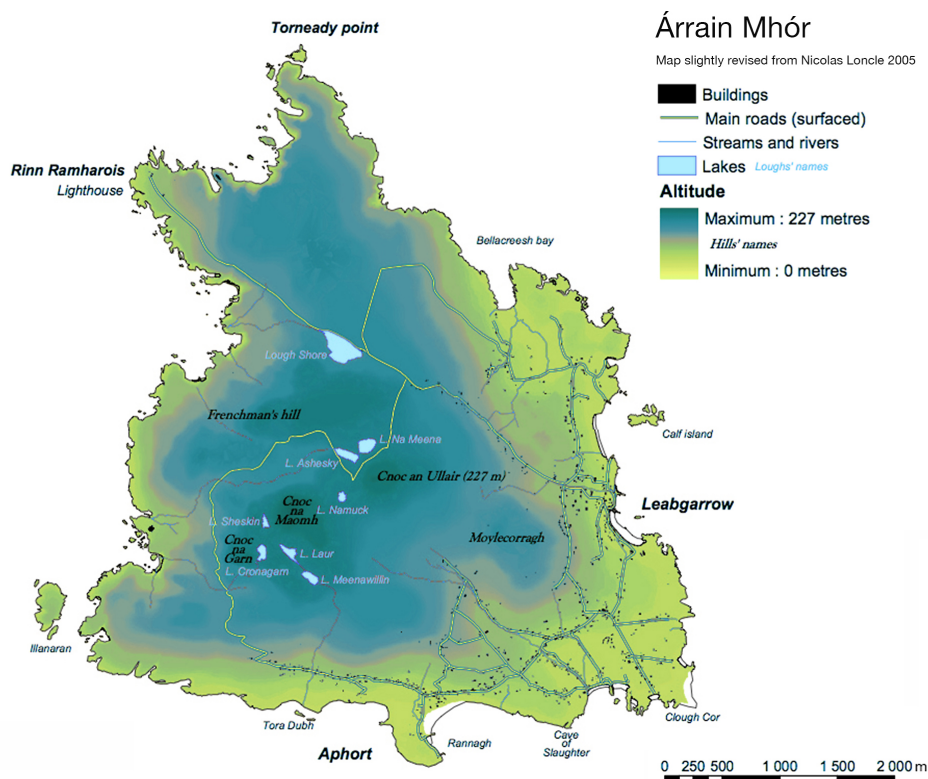 Torneady point
Árrain Mhór
Map slightly revised from Nicolas Loncle 2005
Buildings
Main roads (surfaced)
Streams and rivers
Lakes Loughs' names
Altitude
Maximum : 227 metres
Hills' names
Minimum : 0 metres
Rinn Ramharois
Lighthouse
Bellacreesh bay
Lough Shore
Frenchman's hill
Calf island
L. Na Meene
L. Ashesky
Cnoc an Ullair (227 m)
Cnoc
na
Maomh
L. Namuck
Leabgarrow
L. Sheskin
Cnoc
na
Garn
Moylecorragh
L. Laur
L. Cronagarn
L. Meenawillin
Illanaran
Tora Dubh
Aphort
Rannagh
Cave
of
Slaughter
Clough Cor
0 250 500 1 000 1 500 2 000 m